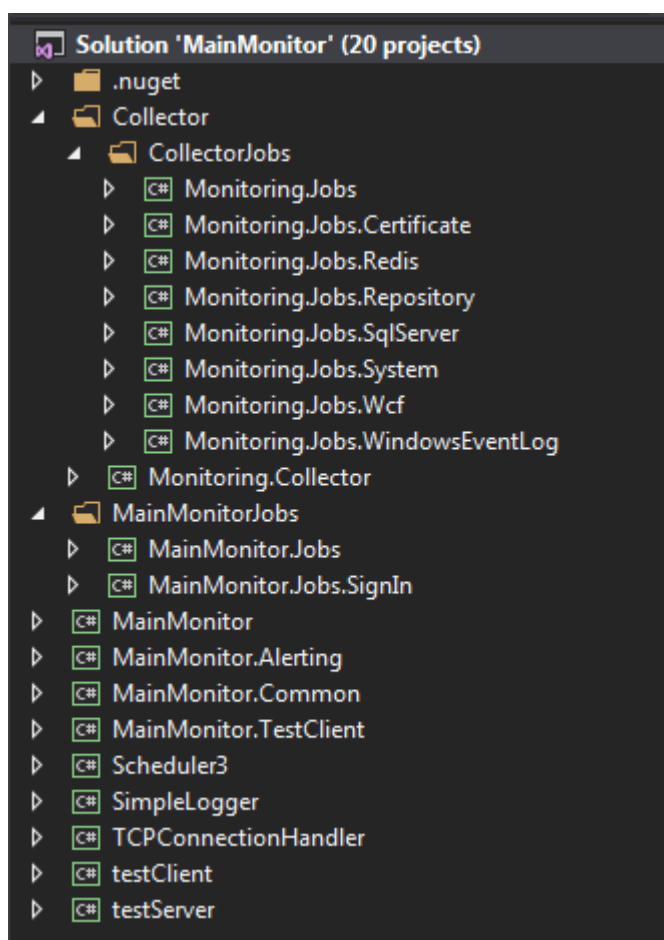 Solution 'MainMonitor' (20 projects)
.nuget
Collector
CollectorJobs
C# Monitoring.Jobs
C# Monitoring.Jobs.Certificate
C# Monitoring.Jobs.Redis
C# Monitoring.Jobs.Repository
C# Monitoring.Jobs.SqlServer
C# Monitoring.Jobs.System
C# Monitoring.Jobs.Wcf
C# Monitoring.Jobs.WindowsEventLog
C# Monitoring.Collector
MainMonitorJobs
C# MainMonitor.Jobs
C# MainMonitor.Jobs.SignIn
C# MainMonitor
C# MainMonitor.Alerting
C# MainMonitor.Common
C# MainMonitor.TestClient
C# Scheduler3
C# SimpleLogger
C# TCPConnectionHandler
C# testClient
C# testServer